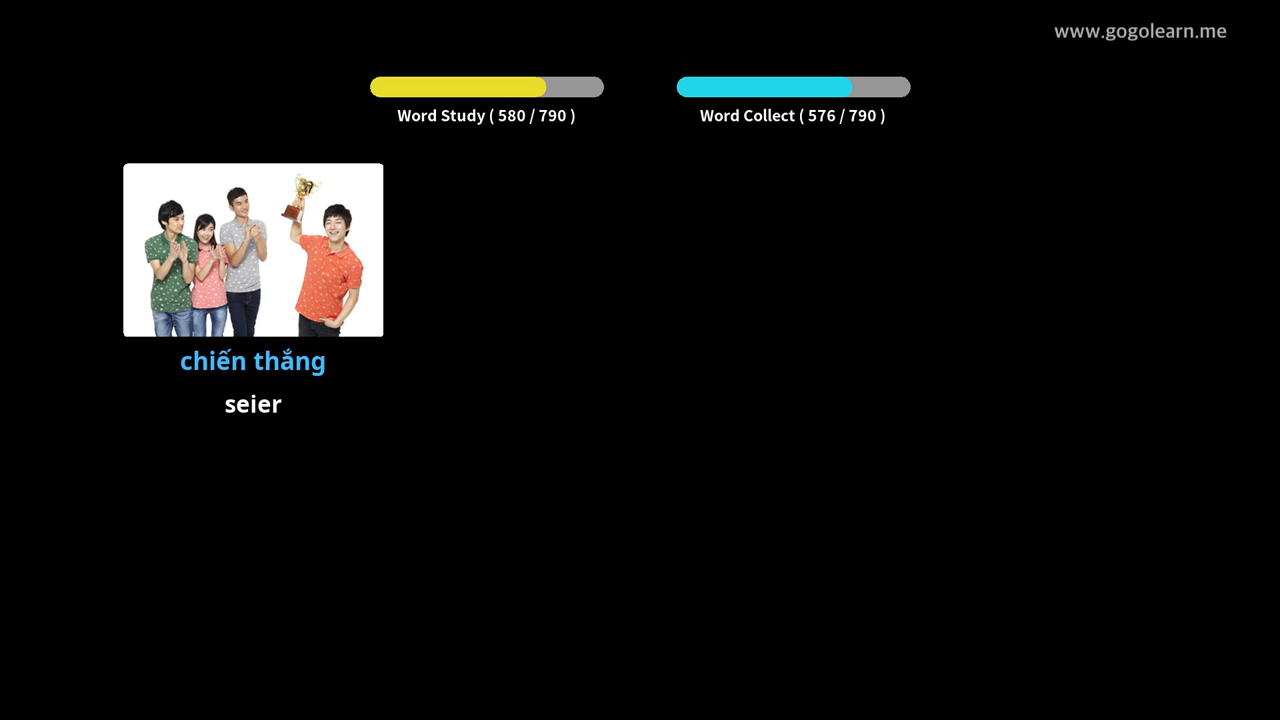 www.gogolearn.me
Word Study ( 580 / 790 )
Word Collect ( 576 / 790 )
chiến thắng
seier